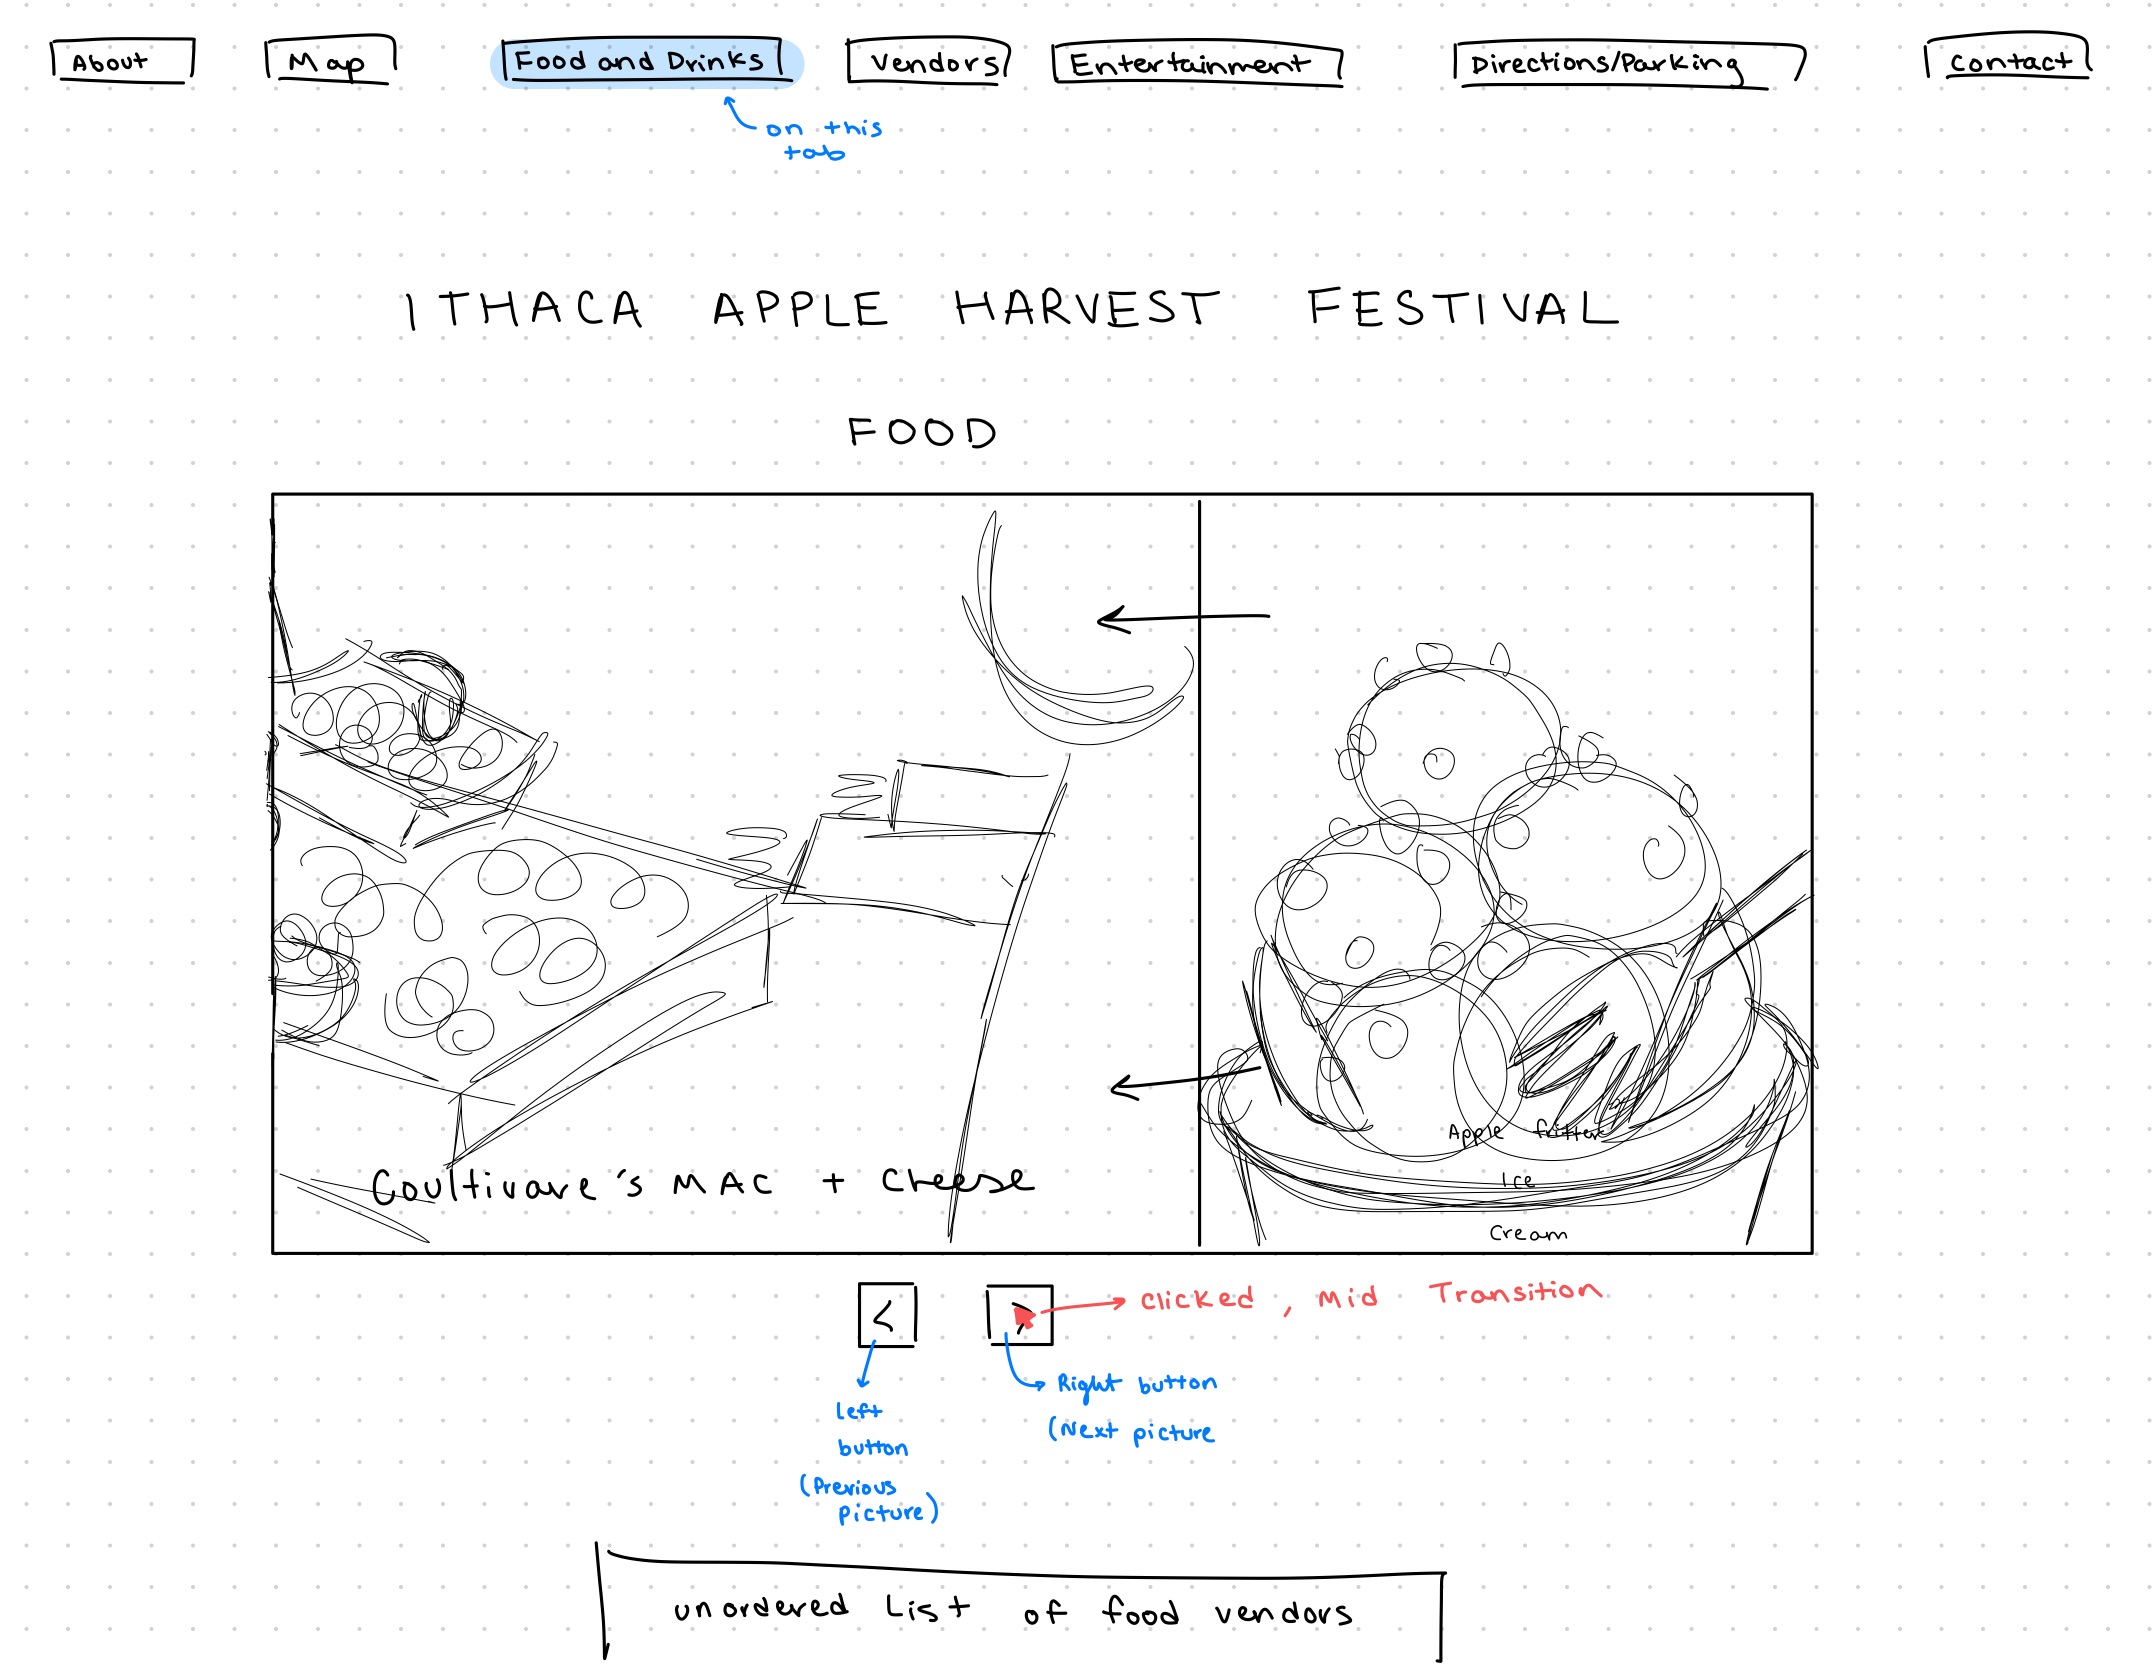 About
Map
Food and Drinks
Vendors
Entertainment
Directions/Parking
Contact
on this
tab
ITHACA APPLE HARVEST FESTIVAL
FOOD
Coultivare's MAC + Cheese
Apple fritter
Ice
Cream
<
>
clicked, Mid Transition
left
button
(Previous
picture)
Right button
(Next picture
unordered List of food vendors